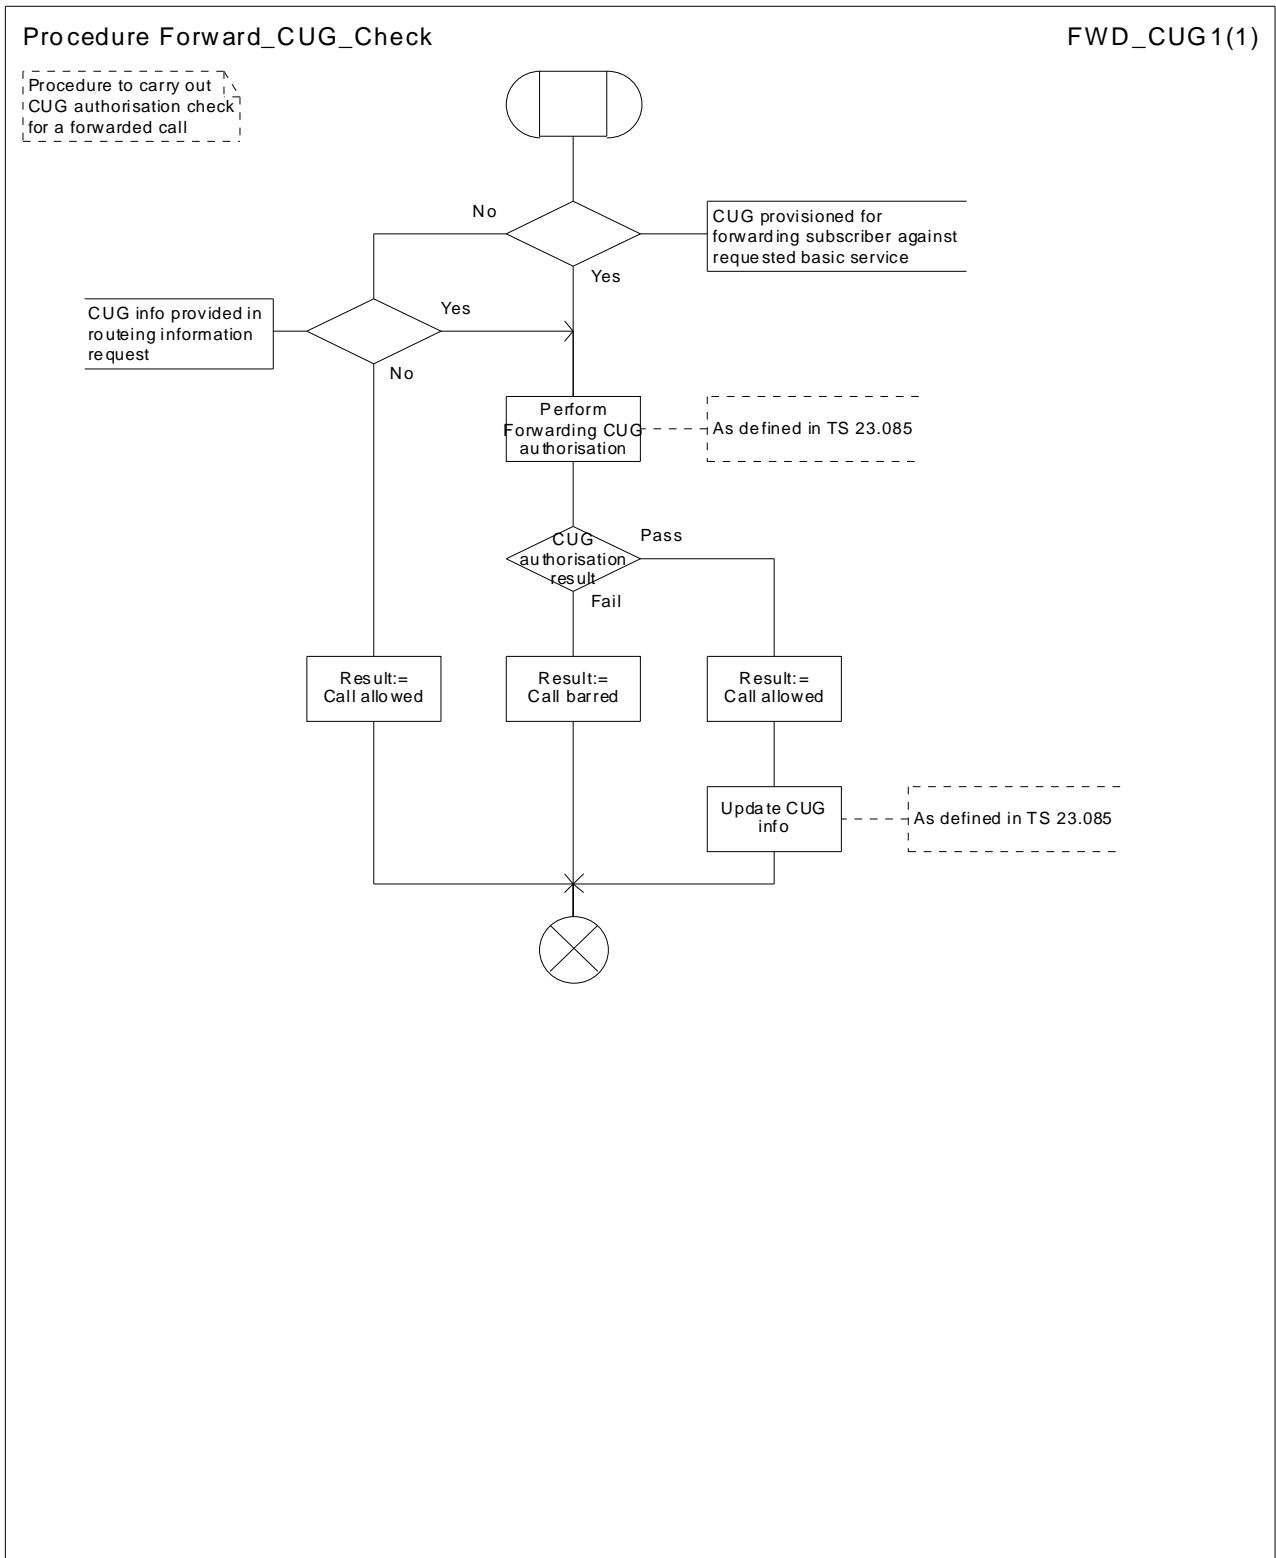 Procedure Forward_CUG_Check
FWD_CUG1(1)
Procedure to carry out
CUG authorisation check
for a forwarded call
No
CUG provisioned for
forwarding subscriber against
requested basic service
Yes
CUG info provided in
routeing information
request
Yes
No
Perform
Forwarding CUG
authorisation
As defined in TS 23.085
CUG
authorisation
result
Pass
Fail
Result:=
Call allowed
Result:=
Call barred
Result:=
Call allowed
Update CUG
info
As defined in TS 23.085